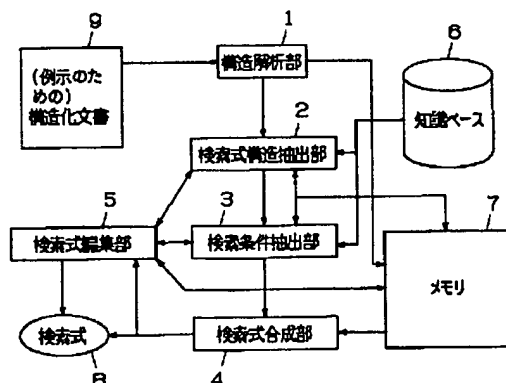 9
(例示のた
めの)
構造化文書
1
構造解析部
6
知識ベース
2
検索式構造抽出部
5
検索式編集部
3
検索条件抽出部
7
メモリ
検索式
8
検索式合成部
4